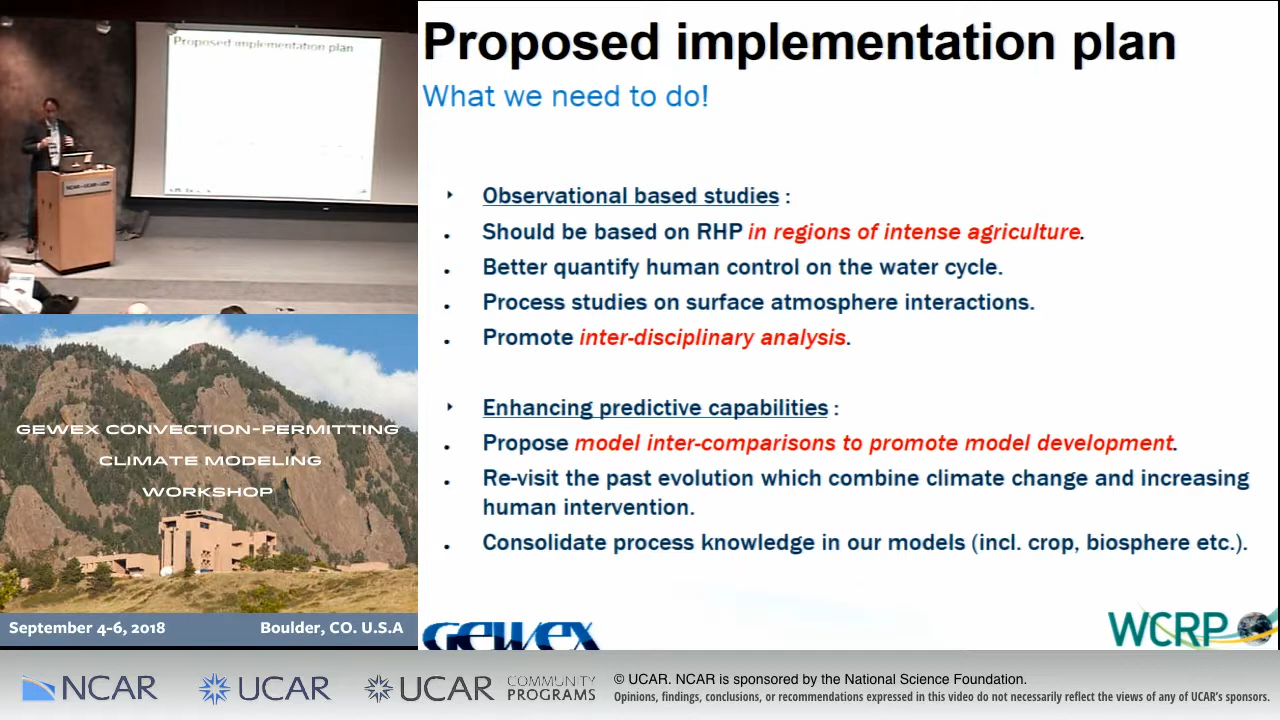 Proposed implementation plan
NCAR-UCAR-UCP
Proposed implementation plan
What we need to do!
Observational based studies :
Should be based on RHP in regions of intense agriculture.
Better quantify human control on the water cycle.
Process studies on surface atmosphere interactions.
Promote inter-disciplinary analysis.
Enhancing predictive capabilities :
Propose model inter-comparisons to promote model development.
Re-visit the past evolution which combine climate change and increasing
human intervention.
Consolidate process knowledge in our models (incl. crop, biosphere etc.).
GEWEX
WCRP
GEWEX CONVECTION-PERMITTING
CLIMATE MODELING
WORKSHOP
September 4-6, 2018
Boulder, CO. U.S.A
NCAR
UCAR
UCAR
COMMUNITY
PROGRAMS
© UCAR. NCAR is sponsored by the National Science Foundation.
Opinions, findings, conclusions, or recommendations expressed in this video do not necessarily reflect the views of any of UCAR's sponsors.